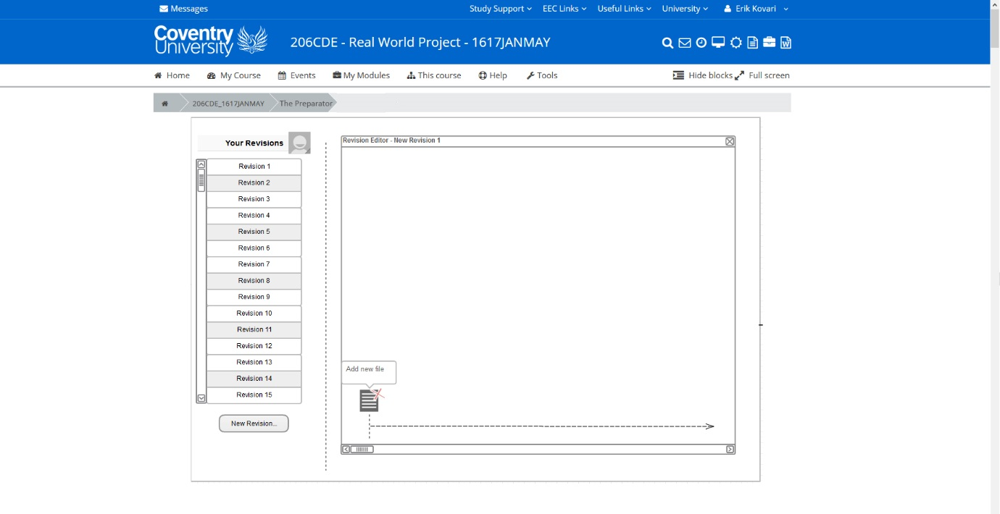 Messages
Study Support EEC Links Useful Links University Erik Kovari
Coventry
University
206CDE - Real World Project - 1617JANMAY
W
Home My Course Events My Modules This course Help Tools Hide blocks Full screen
206CDE_1617JANMAY The Preparator
Your Revisions
Revision 1
Revision 2
Revision 3
Revision 4
Revision 5
Revision 6
Revision 7
Revision 8
Revision 9
Revision 10
Revision 11
Revision 12
Revision 13
Revision 14
Revision 15
New Revision...
Revision Editor - New Revision 1
Add new file